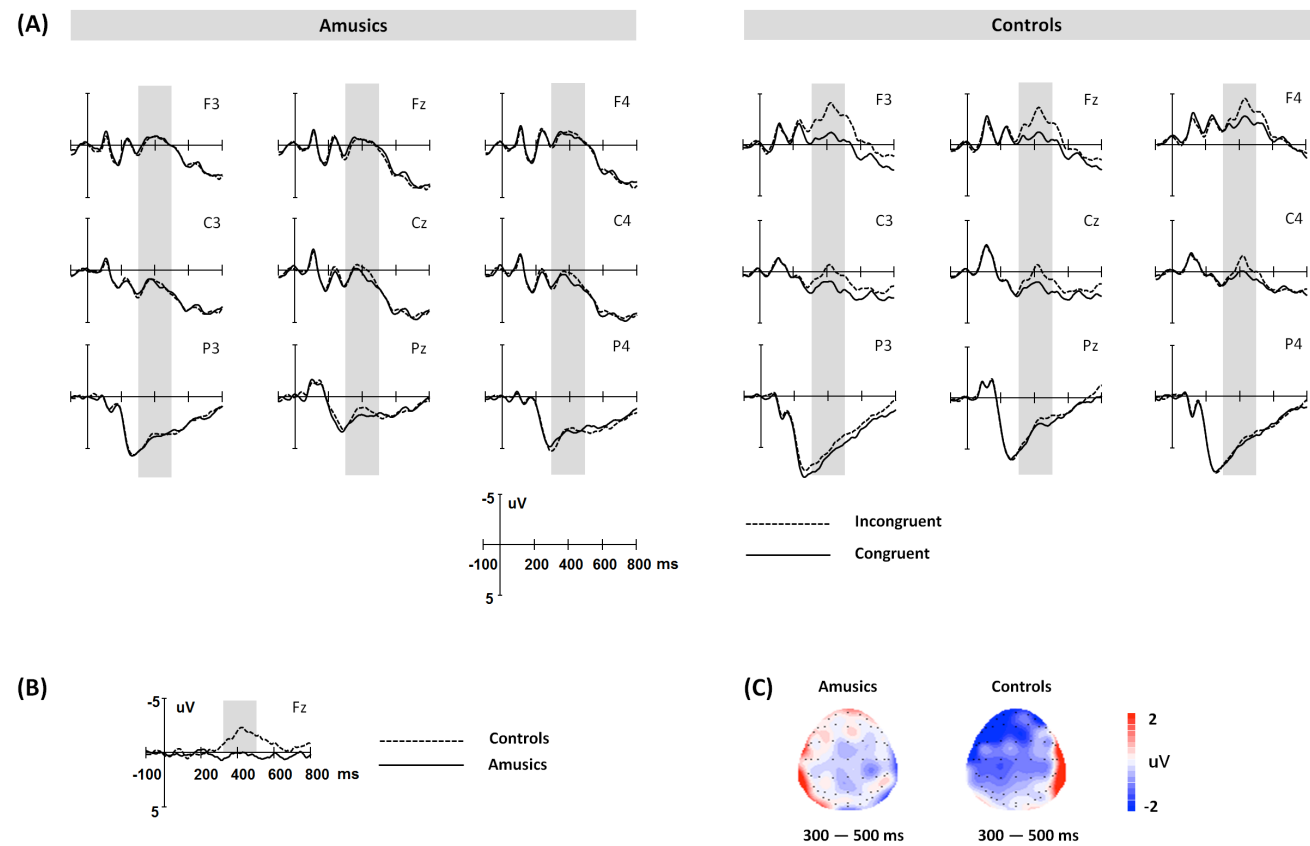 (A)
Amusics
Controls
F3
Fz
F4
F3
Fz
F4
C3
Cz
C4
C3
Cz
C4
P3
Pz
P4
P3
Pz
P4
-5
uV
-100 200 400 600 800 ms
5
Incongruent
Congruent
(B)
-5
uV
Fz
-100 200 400 600 800 ms
5
Controls
Amusics
(C)
Amusics
Controls
2
uV
-2
300 — 500 ms
300 — 500 ms